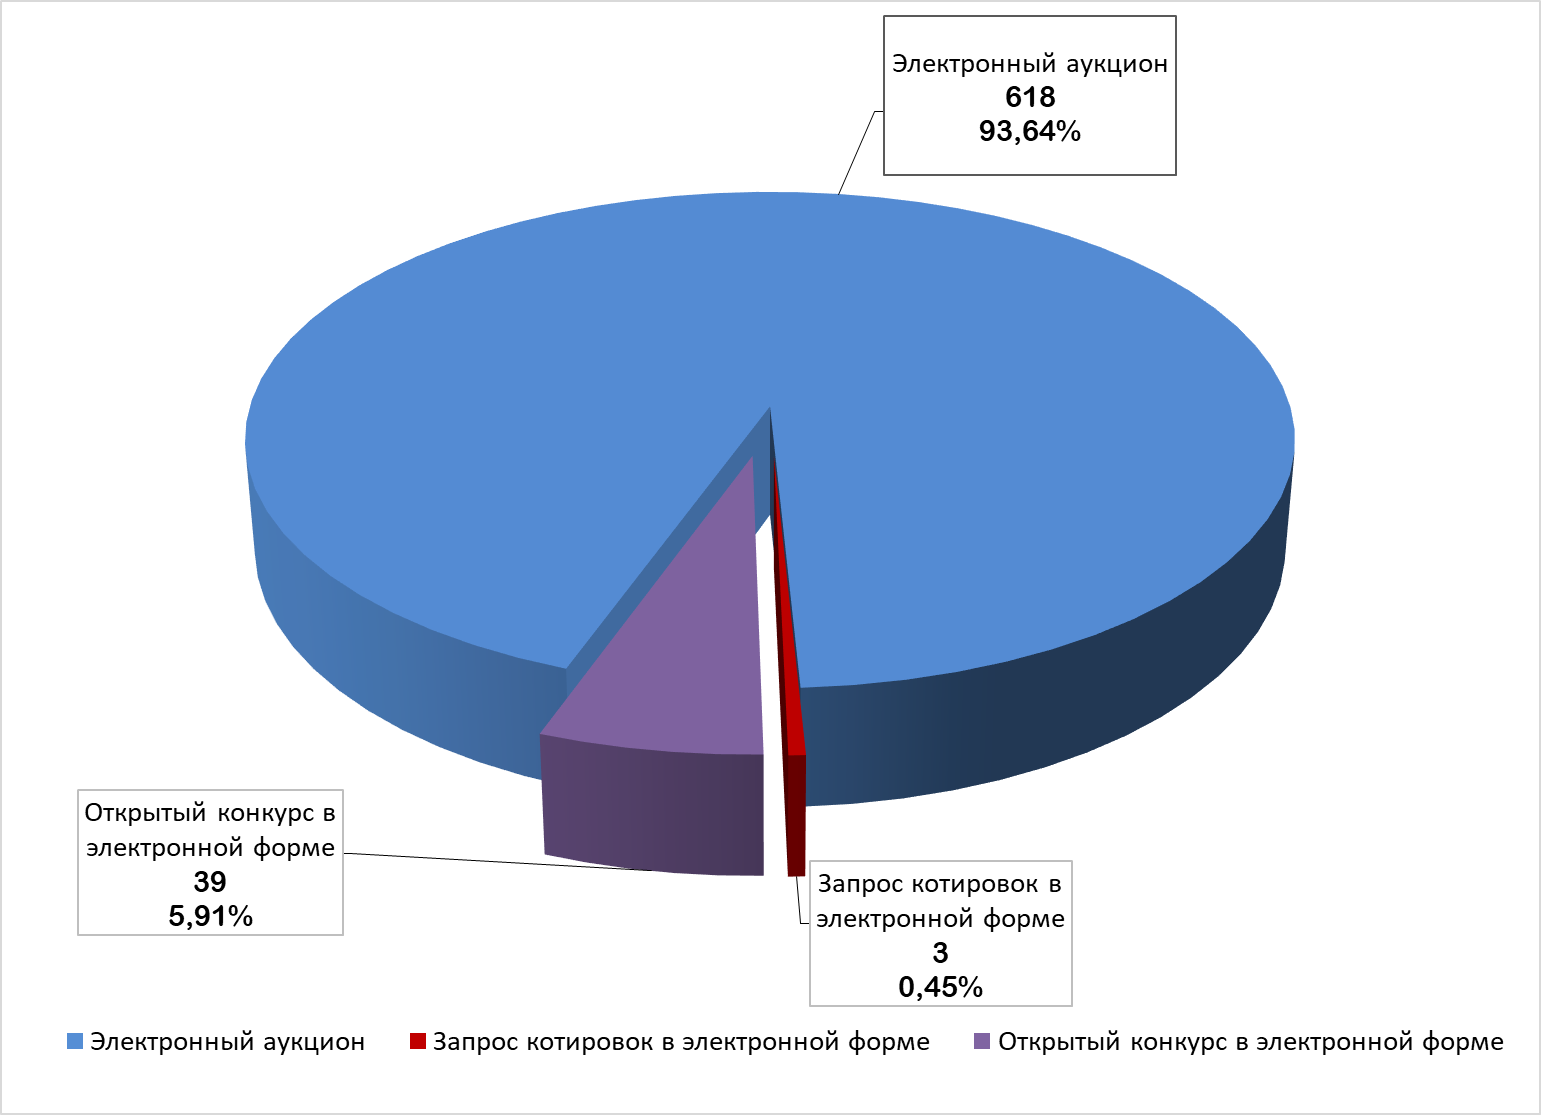 Электронный аукцион
618
93,64%
Открытый конкурс в
электронной форме
39
5,91%
Запрос котировок в
электронной форме
3
0,45%
Электронный аукцион
Запрос котировок в электронной форме
Открытый конкурс в электронной форме